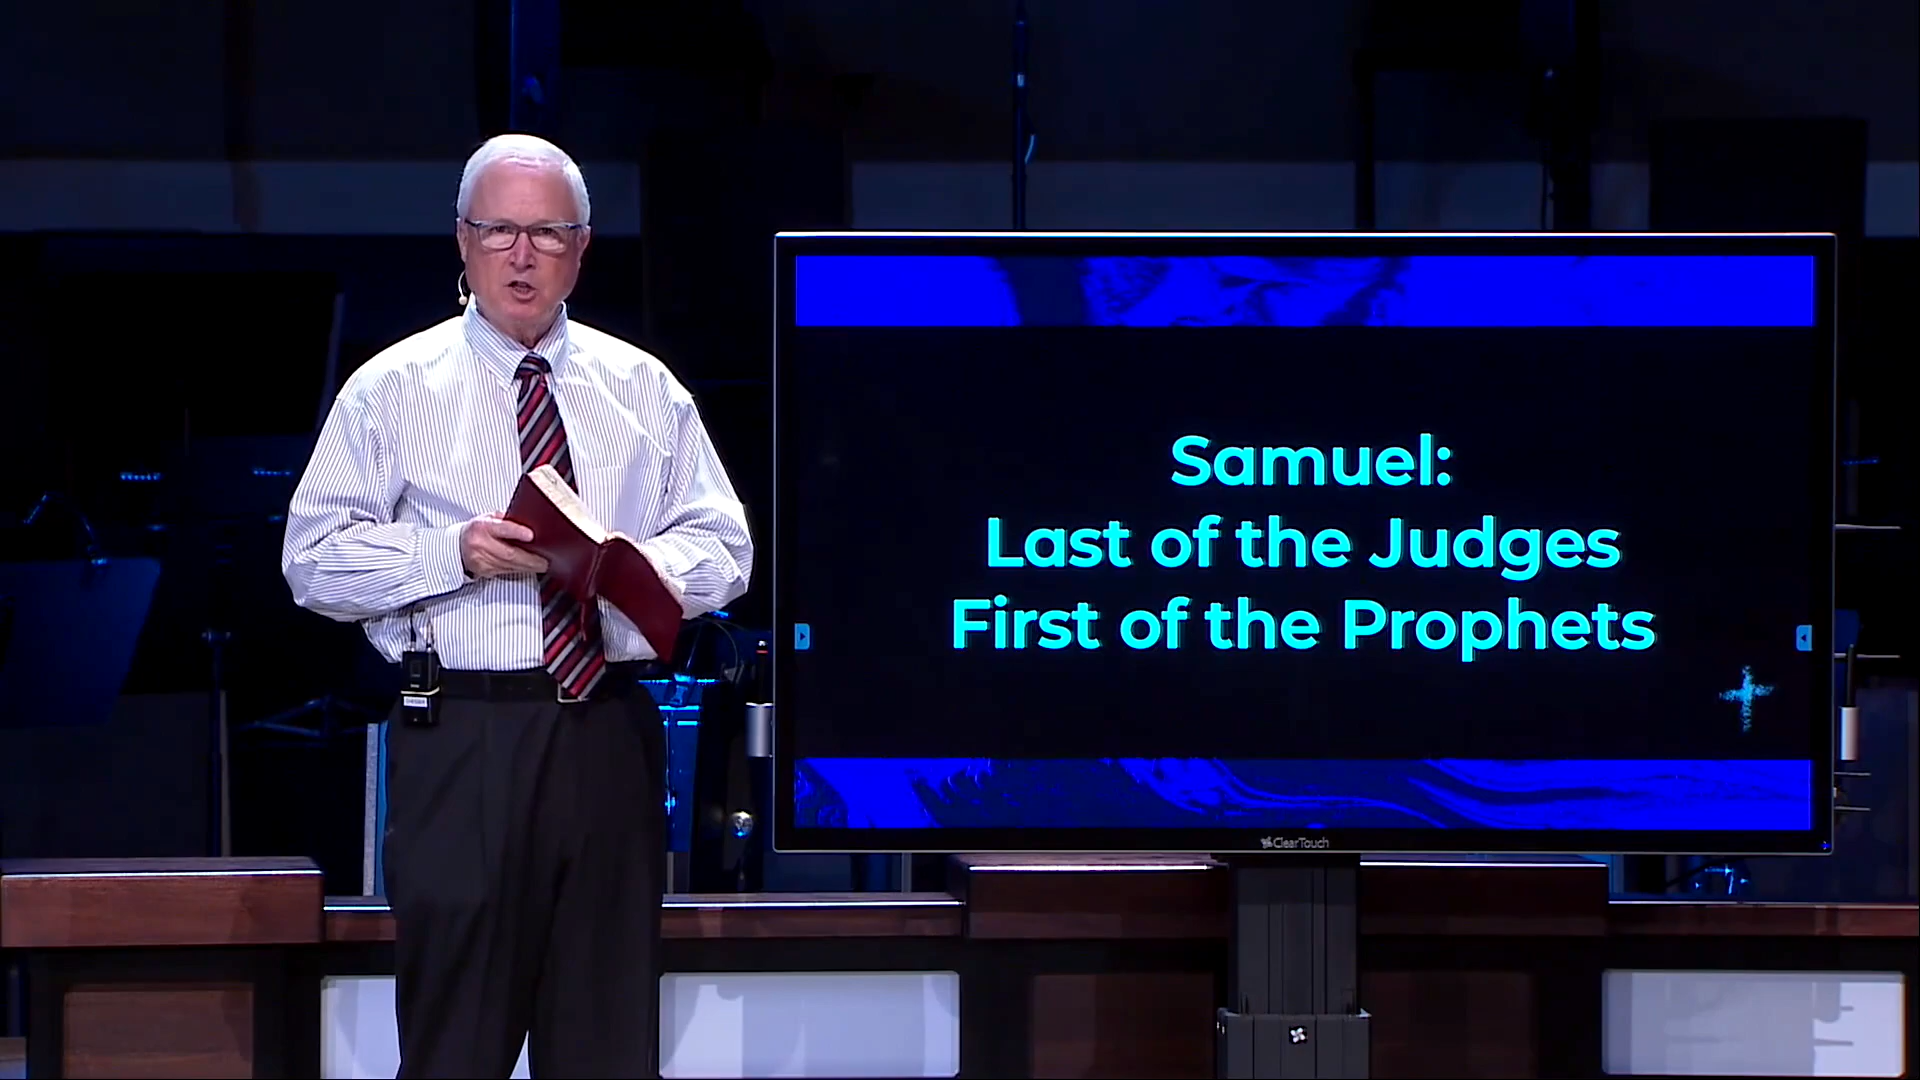 Samuel:
Last of the Judges
First of the Prophets
ClearTouch